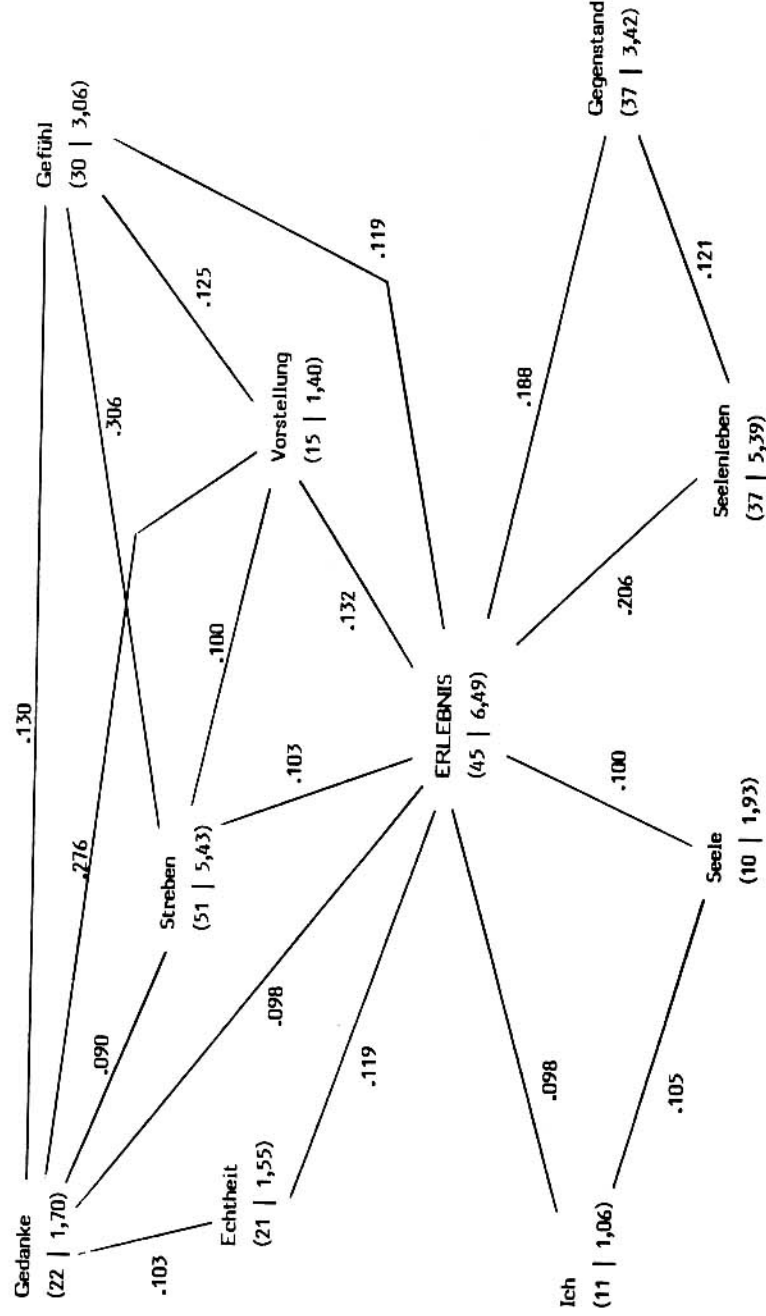 Gedanke
(22 | 1,70)
.130
Gefühl
(30 | 3,06)
.276
.306
.125
.090
Streben
(51 | 5,43)
.100
Vorstellung
(15 | 1,40)
.103
Echtheit
(21 | 1,55)
.098
.103
.132
.119
.119
ERLEBNIS
(45 | 6,49)
.098
.100
.206
.188
Ich
(11 | 1,06)
.105
Seele
(10 | 1,93)
Seelenleben
(37 | 5,39)
.121
Gegenstand
(37 | 3,42)